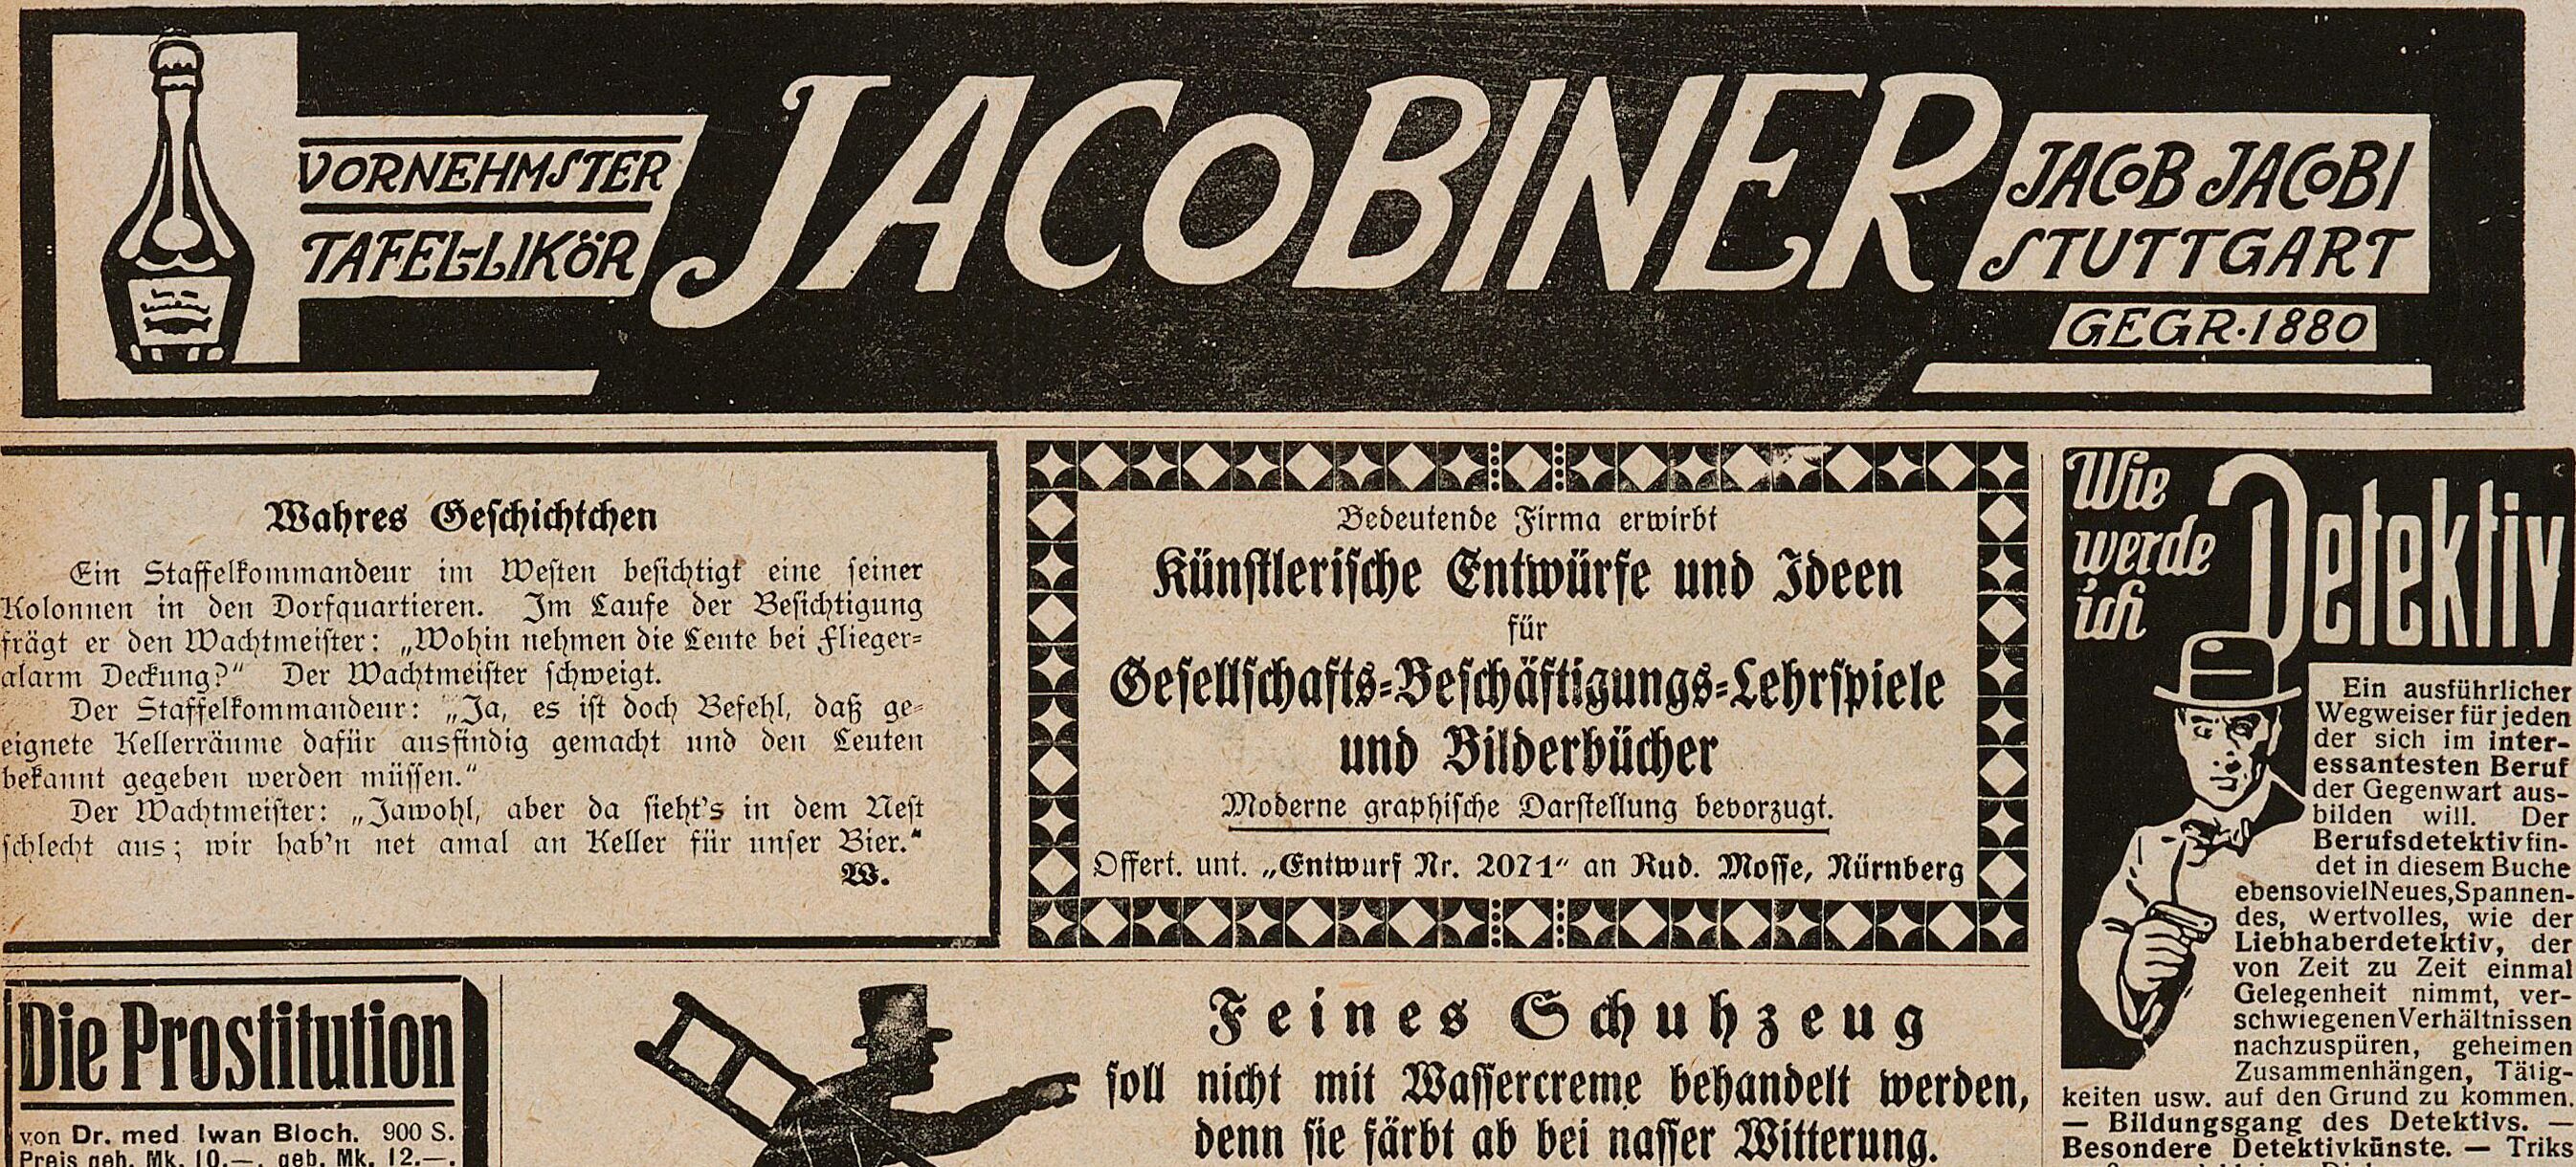 VORNEHMSTER
TAFEL-LIKÖR
JACOBINER
JACOB JACOBI
STUTTGART
GEGR. 1880
Wahres Geschichtchen
Ein Staffelkommandeur im Westen besichtigt eine seiner
Kolonnen in den Dorfquartieren. Im Laufe der Besichtigung
frägt er den Wachtmeister: „Wohin nehmen die Leute bei Flieger-
alarm Deckung?“ Der Wachtmeister schweigt.
Der Staffelkommandeur: „Ja, es ist doch Befehl, daß ge-
eignete Kellerräume dafür ausfindig gemacht und den Leuten
bekannt gegeben werden müssen.“
Der Wachtmeister: „Jawohl, aber da sieht's in dem Nest
schlecht aus; wir hab'n net amal an Keller für unser Bier.“
W.
Bedeutende Firma erwirbt
Künstlerische Entwürfe und Ideen
für
Gesellschafts-Beschäftigungs-Lehrspiele
und Bilderbücher
Moderne graphische Darstellung bevorzugt.
Offert. unt. „Entwurf Nr. 2071“ an Rud. Mosse, Nürnberg
Wie
werde
ich
Detektiv
Ein ausführlicher
Wegweiser für jeden
der sich im inter-
essantesten Beruf
der Gegenwart aus-
bilden will. Der
Berufsdetektiv fin-
det in diesem Buche
ebensoviel Neues, Spannen-
des, Wertvolles, wie der
Liebhaberdetektiv, der
von Zeit zu Zeit einmal
Gelegenheit nimmt, ver-
schwiegenen Verhältnissen
nachzuspüren, geheimen
Zusammenhängen, Tätig-
keiten usw. auf den Grund zu kommen.
— Bildungsgang des Detektivs. —
Besondere Detektivkünste. — Triks
Die Prostitution
von Dr. med Iwan Bloch. 900 S.
Preis geh. Mk. 10.—, geb. Mk. 12.—.
Feines Schuhzeug
soll nicht mit Wassercreme behandelt werden,
denn sie färbt ab bei nasser Witterung.